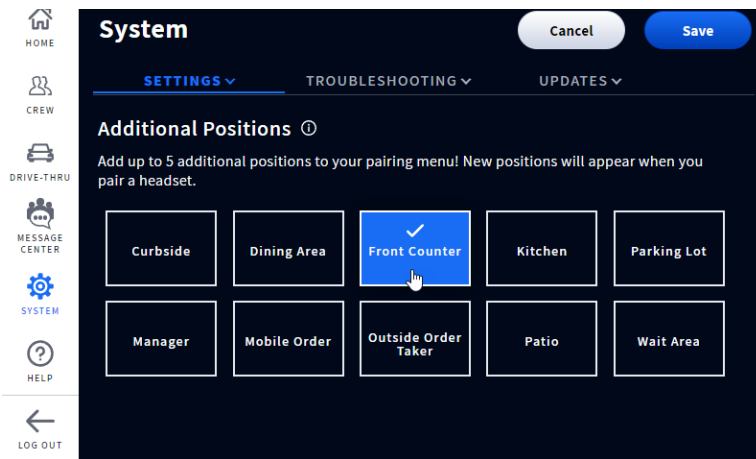 HOME
CREW
DRIVE-THRU
MESSAGE
CENTER
SYSTEM
HELP
LOG OUT
System
Cancel
Save
SETTINGS
TROUBLESHOOTING
UPDATES
Additional Positions
Add up to 5 additional positions to your pairing menu! New positions will appear when you
pair a headset.
Curbside
Dining Area
Front Counter
Kitchen
Parking Lot
Manager
Mobile Order
Outside Order
Taker
Patio
Wait Area